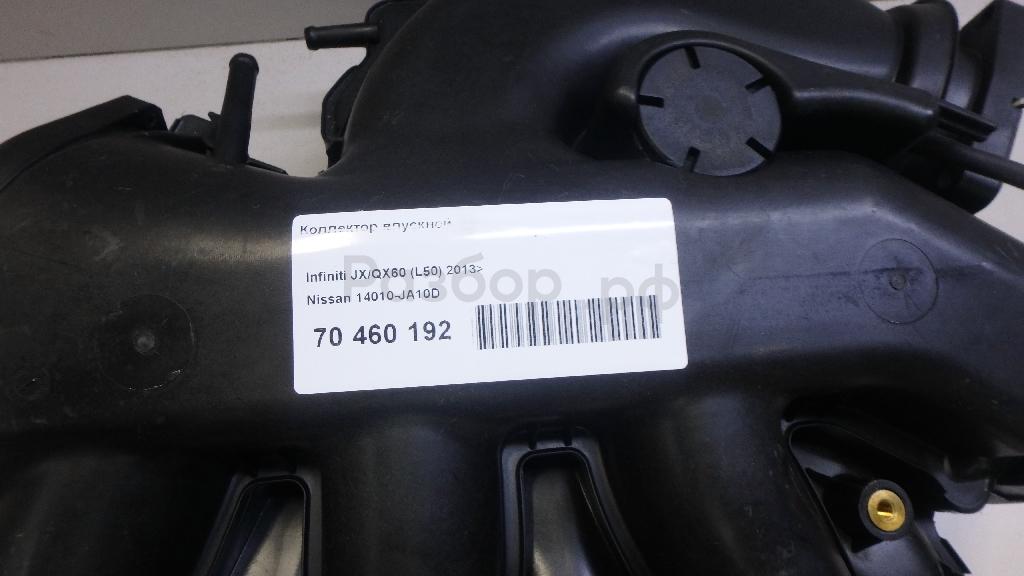 Коллектор впускной
Infiniti JX/QX60 (L50) 2013>
Разбор рф
Nissan 14010-JA10D
70 460 192